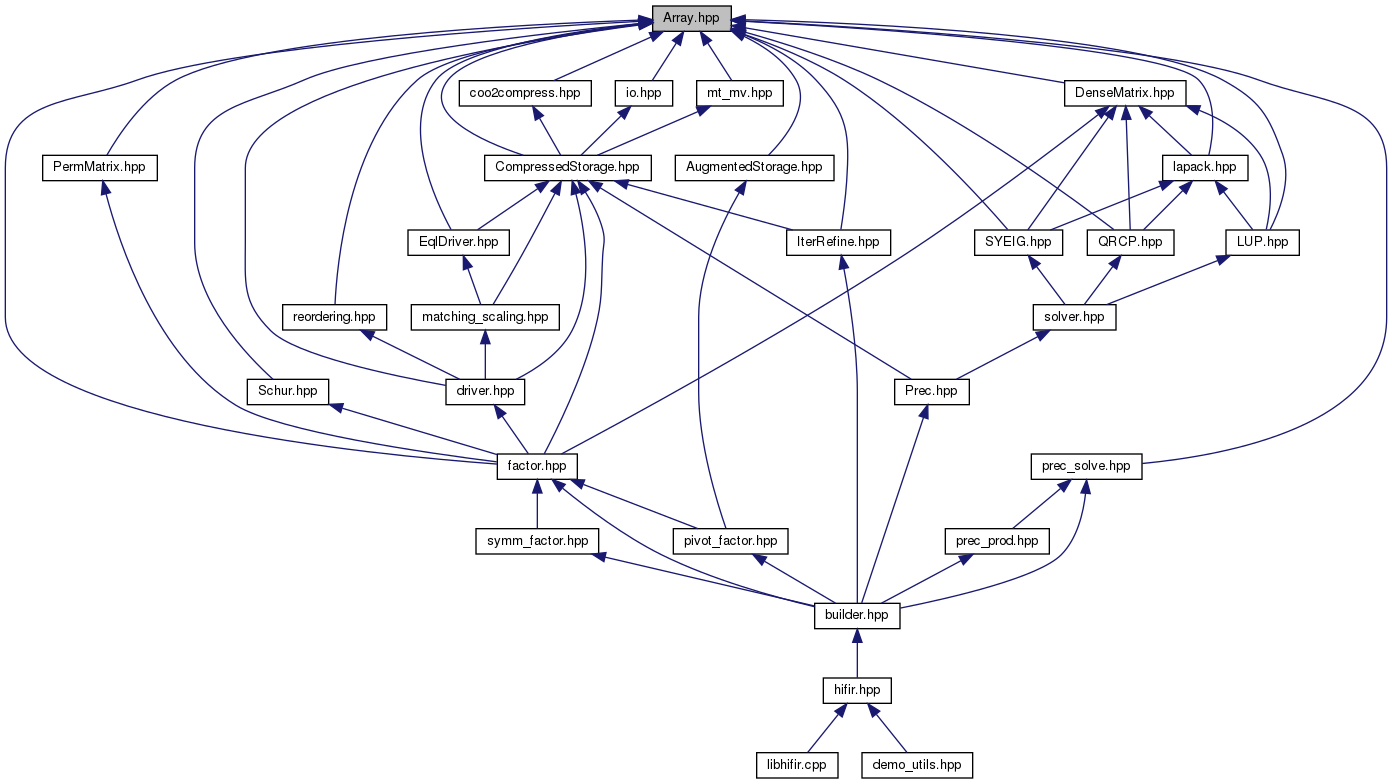 Array.hpp
coo2compress.hpp
io.hpp
mt_mv.hpp
DenseMatrix.hpp
PermMatrix.hpp
CompressedStorage.hpp
AugmentedStorage.hpp
lapack.hpp
EqlDriver.hpp
IterRefine.hpp
SYEIG.hpp
QRCP.hpp
LUP.hpp
reordering.hpp
matching_scaling.hpp
solver.hpp
Schur.hpp
driver.hpp
Prec.hpp
factor.hpp
prec_solve.hpp
symm_factor.hpp
pivot_factor.hpp
prec_prod.hpp
builder.hpp
hifir.hpp
libhifir.cpp
demo_utils.hpp